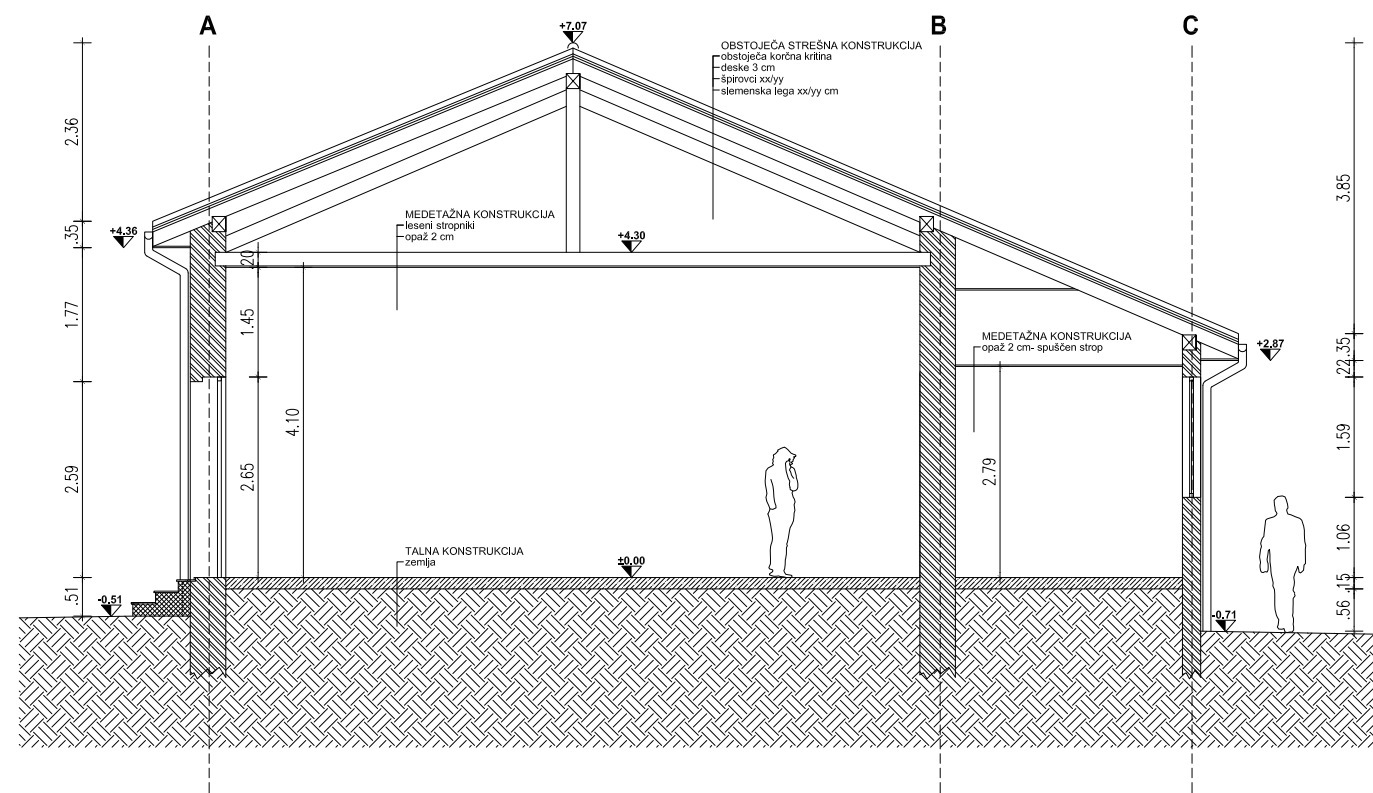 A
B
C
+7.07
OBSTOJEČA STREŠNA KONSTRUKCIJA
obstoječa korčna kritina
deske 3 cm
špirovci xx/yy
slemenska lega xx/yy cm
2.36
3.85
MEDETAŽNA KONSTRUKCIJA
leseni stropniki
opaž 2 cm
+4.36
.35
+4.30
.20
1.77
1.45
MEDETAŽNA KONSTRUKCIJA
opaž 2 cm- spuščen strop
+2.87
.35
.22
4.10
1.59
2.59
2.65
2.79
1.06
TALNA KONSTRUKCIJA
zemlja
±0.00
.51
-0.51
.15
.56
-0.71